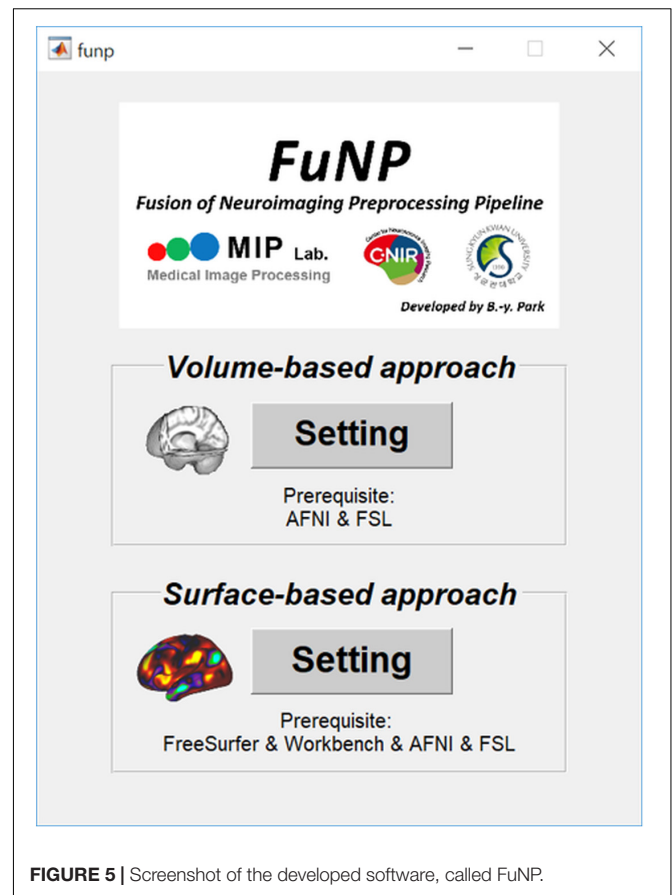 funp
FuNP
Fusion of Neuroimaging Preprocessing Pipeline
MIP Lab.
Medical Image Processing
CNIR
Developed by B.-y. Park
Volume-based approach
Setting
Prerequisite:
AFNI & FSL
Surface-based approach
Setting
Prerequisite:
FreeSurfer & Workbench & AFNI & FSL
FIGURE 5 | Screenshot of the developed software, called FuNP.